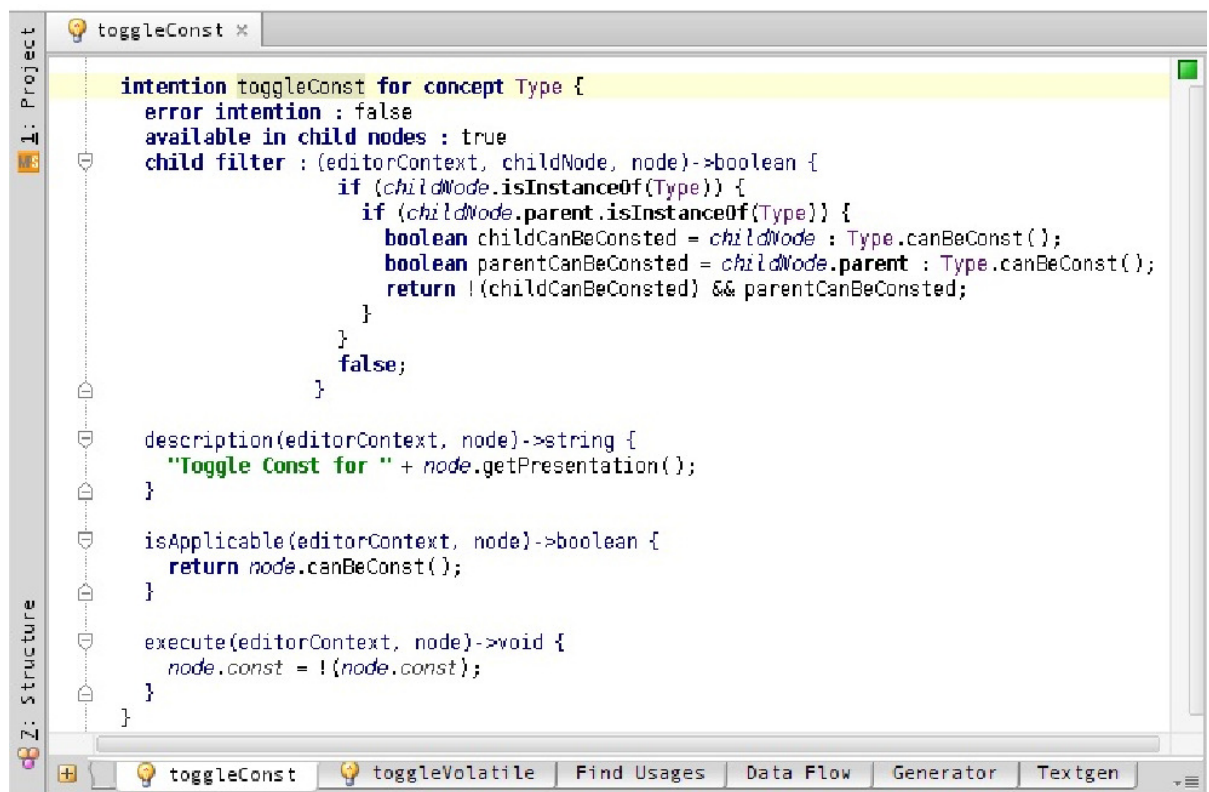 toggleConst ×
1: Project
intention toggleConst for concept Type {
error intention : false
available in child nodes : true
child filter : (editorContext, childNode, node)->boolean {
if (childNode.isInstanceOf(Type)) {
if (childNode.parent.isInstanceOf(Type)) {
boolean childCanBeConsted = childNode : Type.canBeConst();
boolean parentCanBeConsted = childNode.parent : Type.canBeConst();
return !(childCanBeConsted) && parentCanBeConsted;
}
}
false;
}
description(editorContext, node)->string {
"Toggle Const for " + node.getPresentation();
}
isApplicable(editorContext, node)->boolean {
return node.canBeConst();
}
execute(editorContext, node)->void {
node.const = !(node.const);
}
}
Z: Structure
toggleConst toggleVolatile Find Usages Data Flow Generator Textgen